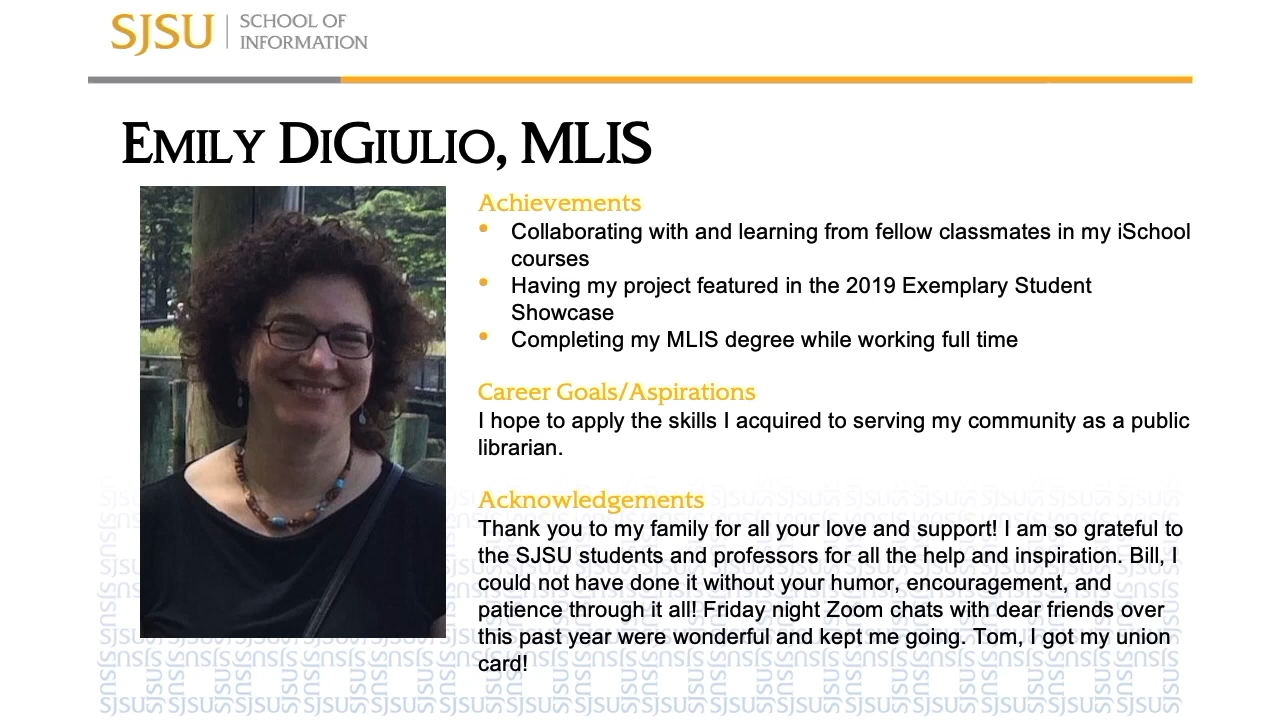 SJSU SCHOOL OF
INFORMATION
EMILY DIGIULIO, MLIS
Achievements
• Collaborating with and learning from fellow classmates in my iSchool
courses
• Having my project featured in the 2019 Exemplary Student
Showcase
• Completing my MLIS degree while working full time
Career Goals/Aspirations
I hope to apply the skills I acquired to serving my community as a public
librarian.
Acknowledgements
Thank you to my family for all your love and support! I am so grateful to
the SJSU students and professors for all the help and inspiration. Bill, I
could not have done it without your humor, encouragement, and
patience through it all! Friday night Zoom chats with dear friends over
this past year were wonderful and kept me going. Tom, I got my union
card!